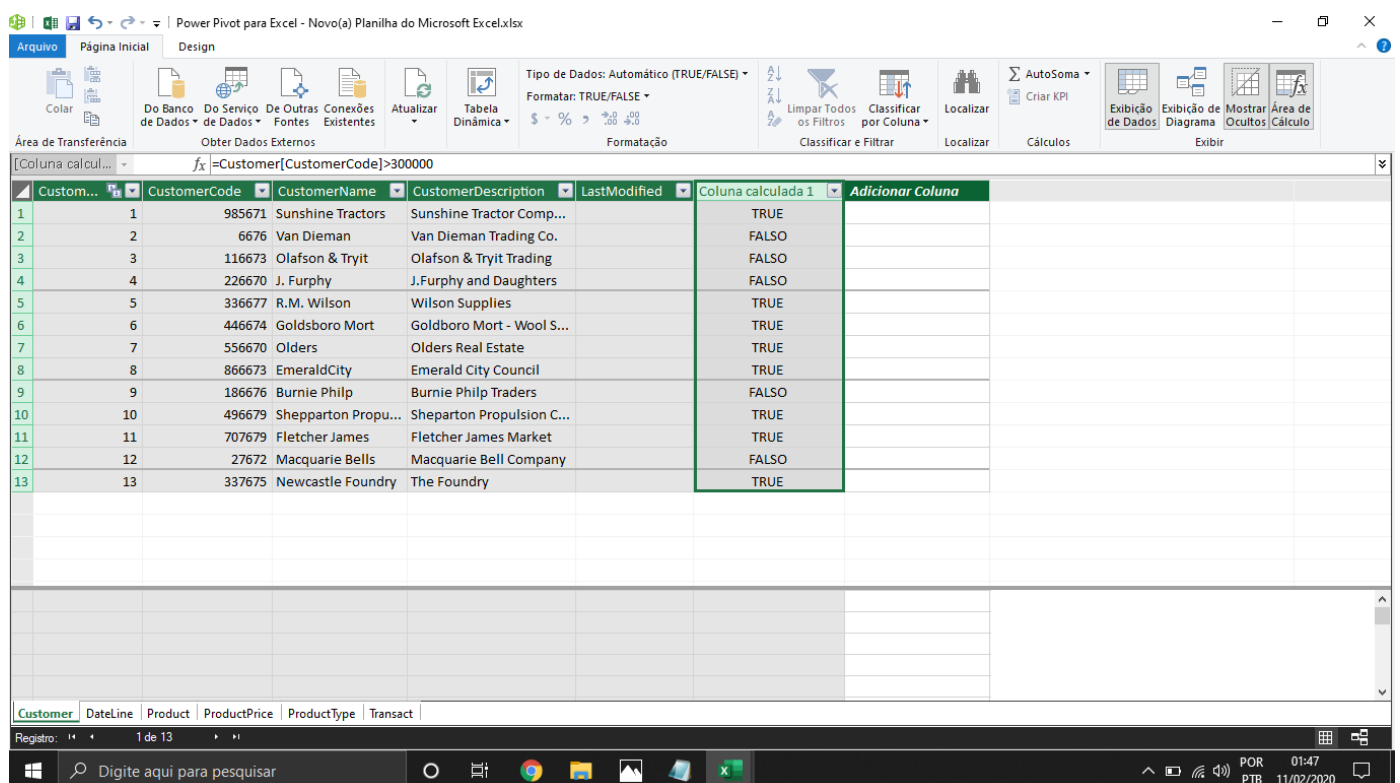 Power Pivot para Excel - Novo(a) Planilha do Microsoft Excel.xlsx
Arquivo Página Inicial Design
Colar
Área de Transferência
Do Banco de Dados
Do Serviço de Dados
De Outras Fontes
Conexões Existentes
Obter Dados Externos
Atualizar
Tabela Dinâmica
Tipo de Dados: Automático (TRUE/FALSE)
Formatar: TRUE/FALSE
$ - % , .00 .00
Formatação
Limpar Todos os Filtros
Classificar por Coluna
Classificar e Filtrar
Localizar
Localizar
AutoSoma
Criar KPI
Cálculos
Exibição de Dados
Exibição de Diagrama
Mostrar Ocultos
Área de Cálculo
Exibir
[Coluna calcul... fx =Customer[CustomerCode]>300000
Custom... CustomerCode CustomerName CustomerDescription LastModified Coluna calculada 1 Adicionar Coluna
1 1 985671 Sunshine Tractors Sunshine Tractor Comp... TRUE
2 2 6676 Van Dieman Van Dieman Trading Co. FALSO
3 3 116673 Olafson & Tryit Olafson & Tryit Trading FALSO
4 4 226670 J. Furphy J.Furphy and Daughters FALSO
5 5 336677 R.M. Wilson Wilson Supplies TRUE
6 6 446674 Goldsboro Mort Goldboro Mort - Wool S... TRUE
7 7 556670 Olders Olders Real Estate TRUE
8 8 866673 EmeraldCity Emerald City Council TRUE
9 9 186676 Burnie Philp Burnie Philp Traders FALSO
10 10 496679 Shepparton Propu... Sheparton Propulsion C... TRUE
11 11 707679 Fletcher James Fletcher James Market TRUE
12 12 27672 Macquarie Bells Macquarie Bell Company FALSO
13 13 337675 Newcastle Foundry The Foundry TRUE
Customer DateLine Product ProductPrice ProductType Transact
Registro: 1 de 13
Digite aqui para pesquisar
POR 01:47
PTB 11/02/2020